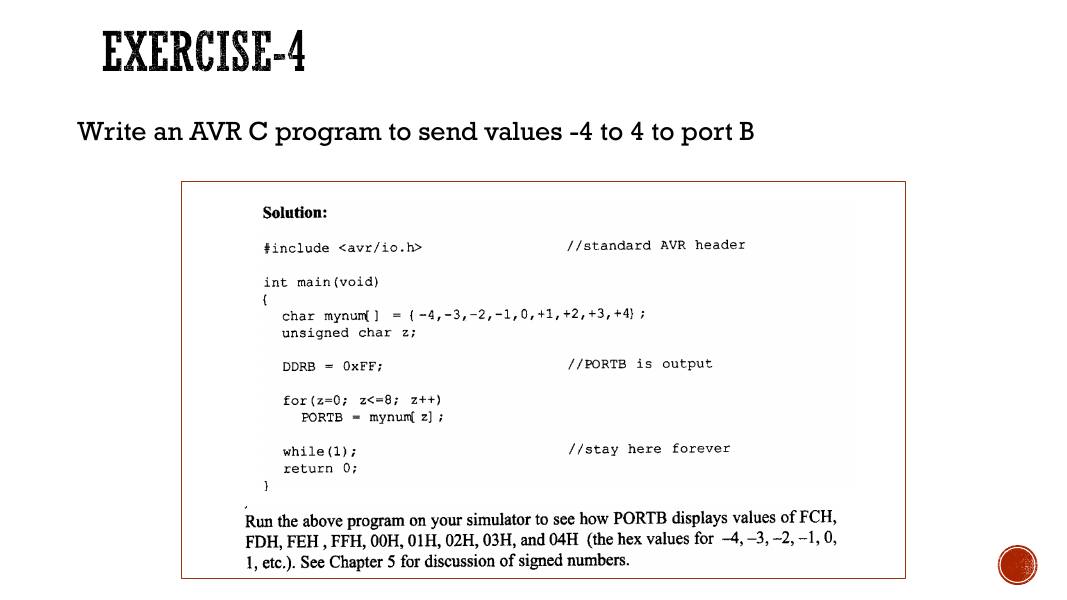 EXERCISE-4
Write an AVR C program to send values -4 to 4 to port B
Solution:
#include <avr/io.h> //standard AVR header
int main(void)
{
char mynum[] = {-4,-3,-2,-1,0,+1,+2,+3,+4};
unsigned char z;
DDRB = 0xFF; //PORTB is output
for(z=0; z<=8; z++)
PORTB = mynum[z];
while(1); //stay here forever
return 0;
}
Run the above program on your simulator to see how PORTB displays values of FCH,
FDH, FEH , FFH, 00H, 01H, 02H, 03H, and 04H (the hex values for –4, –3, –2, –1, 0,
1, etc.). See Chapter 5 for discussion of signed numbers.